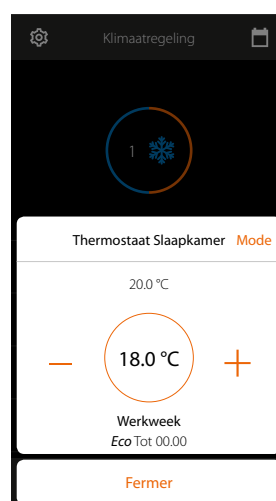 Klimaatregeling
1
Thermostaat Slaapkamer Mode
20.0 °C
18.0 °C
Werkweek
Eco Tot 00.00
Fermer